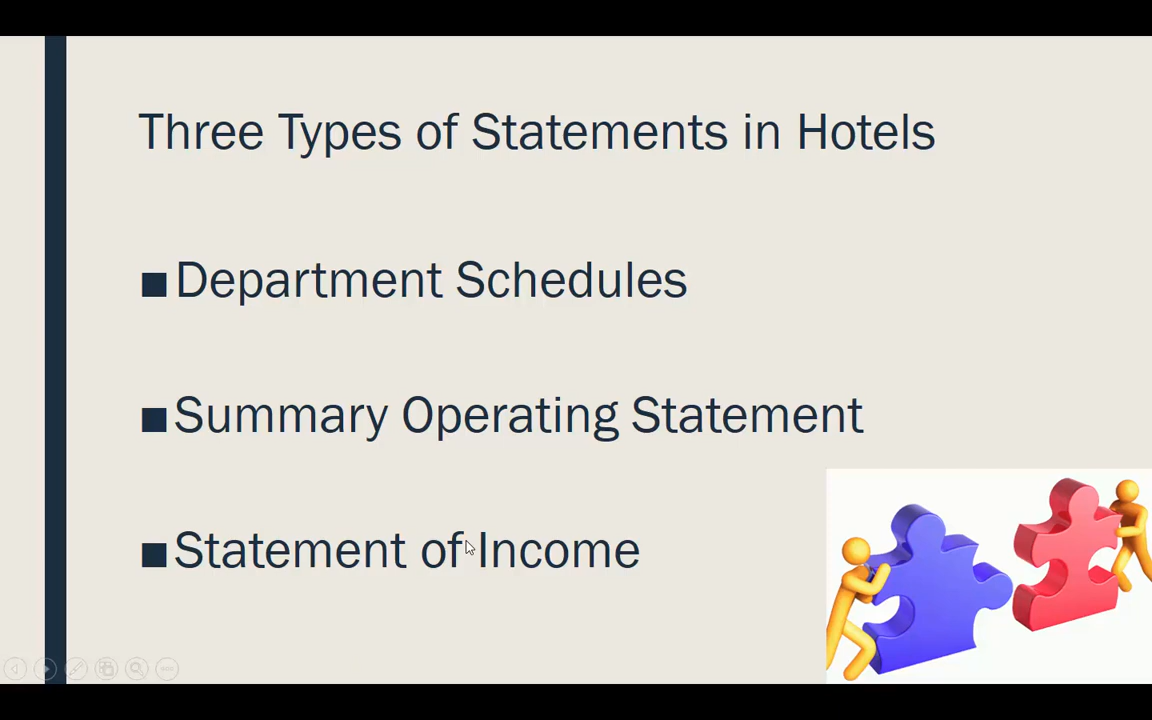 Three Types of Statements in Hotels
■Department Schedules
■Summary Operating Statement
■Statement of Income